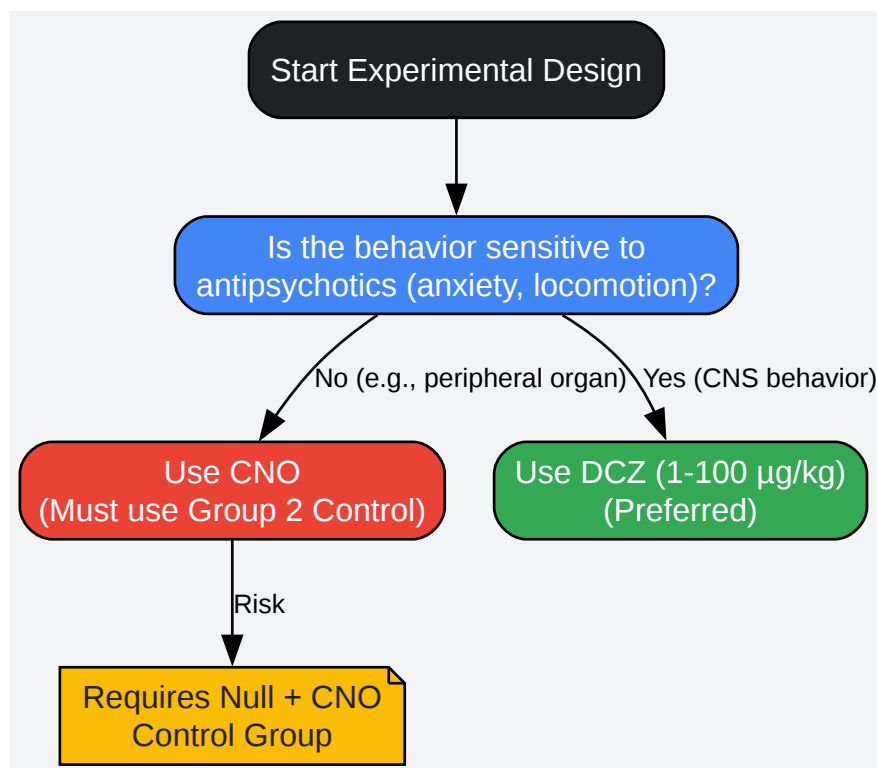 Start Experimental Design
Is the behavior sensitive to
antipsychotics (anxiety, locomotion)?
No (e.g., peripheral organ)
Yes (CNS behavior)
Use CNO
(Must use Group 2 Control)
Use DCZ (1-100 µg/kg)
(Preferred)
Risk
Requires Null + CNO
Control Group